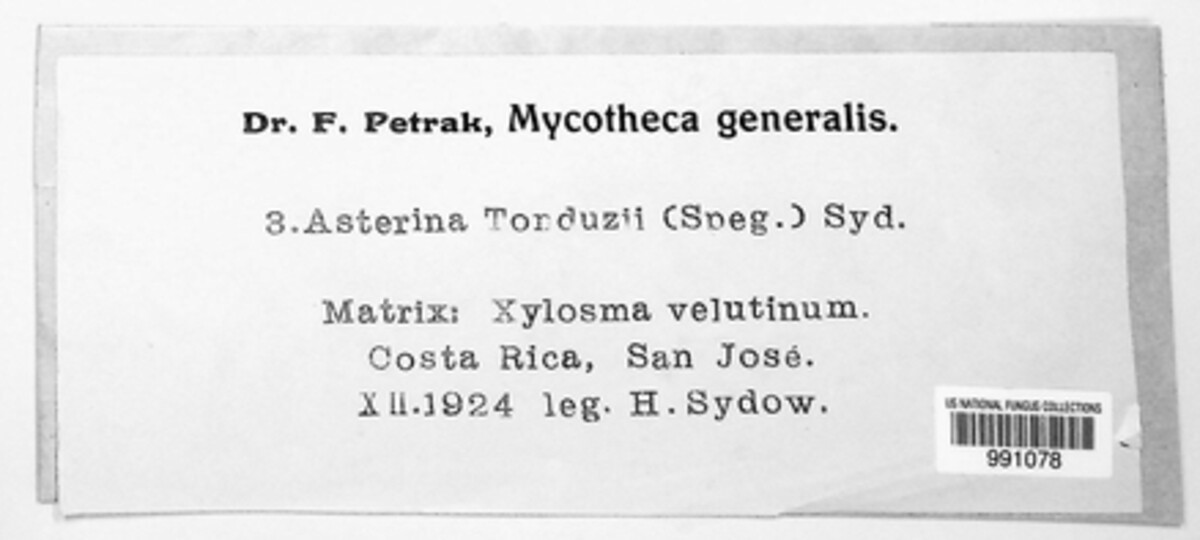 Dr. F. Petrak, Mycotheca generalis.
3.Asterina Tonduzii (Speg.) Syd.
Matrix: Xylosma velutinum.
Costa Rica, San José.
XII.1924 leg. H.Sydow.
US NATIONAL FUNGUS COLLECTIONS
991078